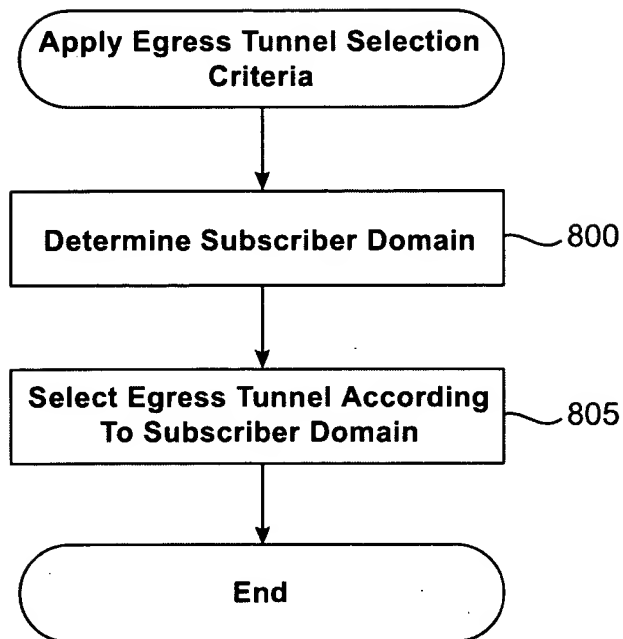 Apply Egress Tunnel Selection
Criteria
Determine Subscriber Domain
800
Select Egress Tunnel According
To Subscriber Domain
805
End